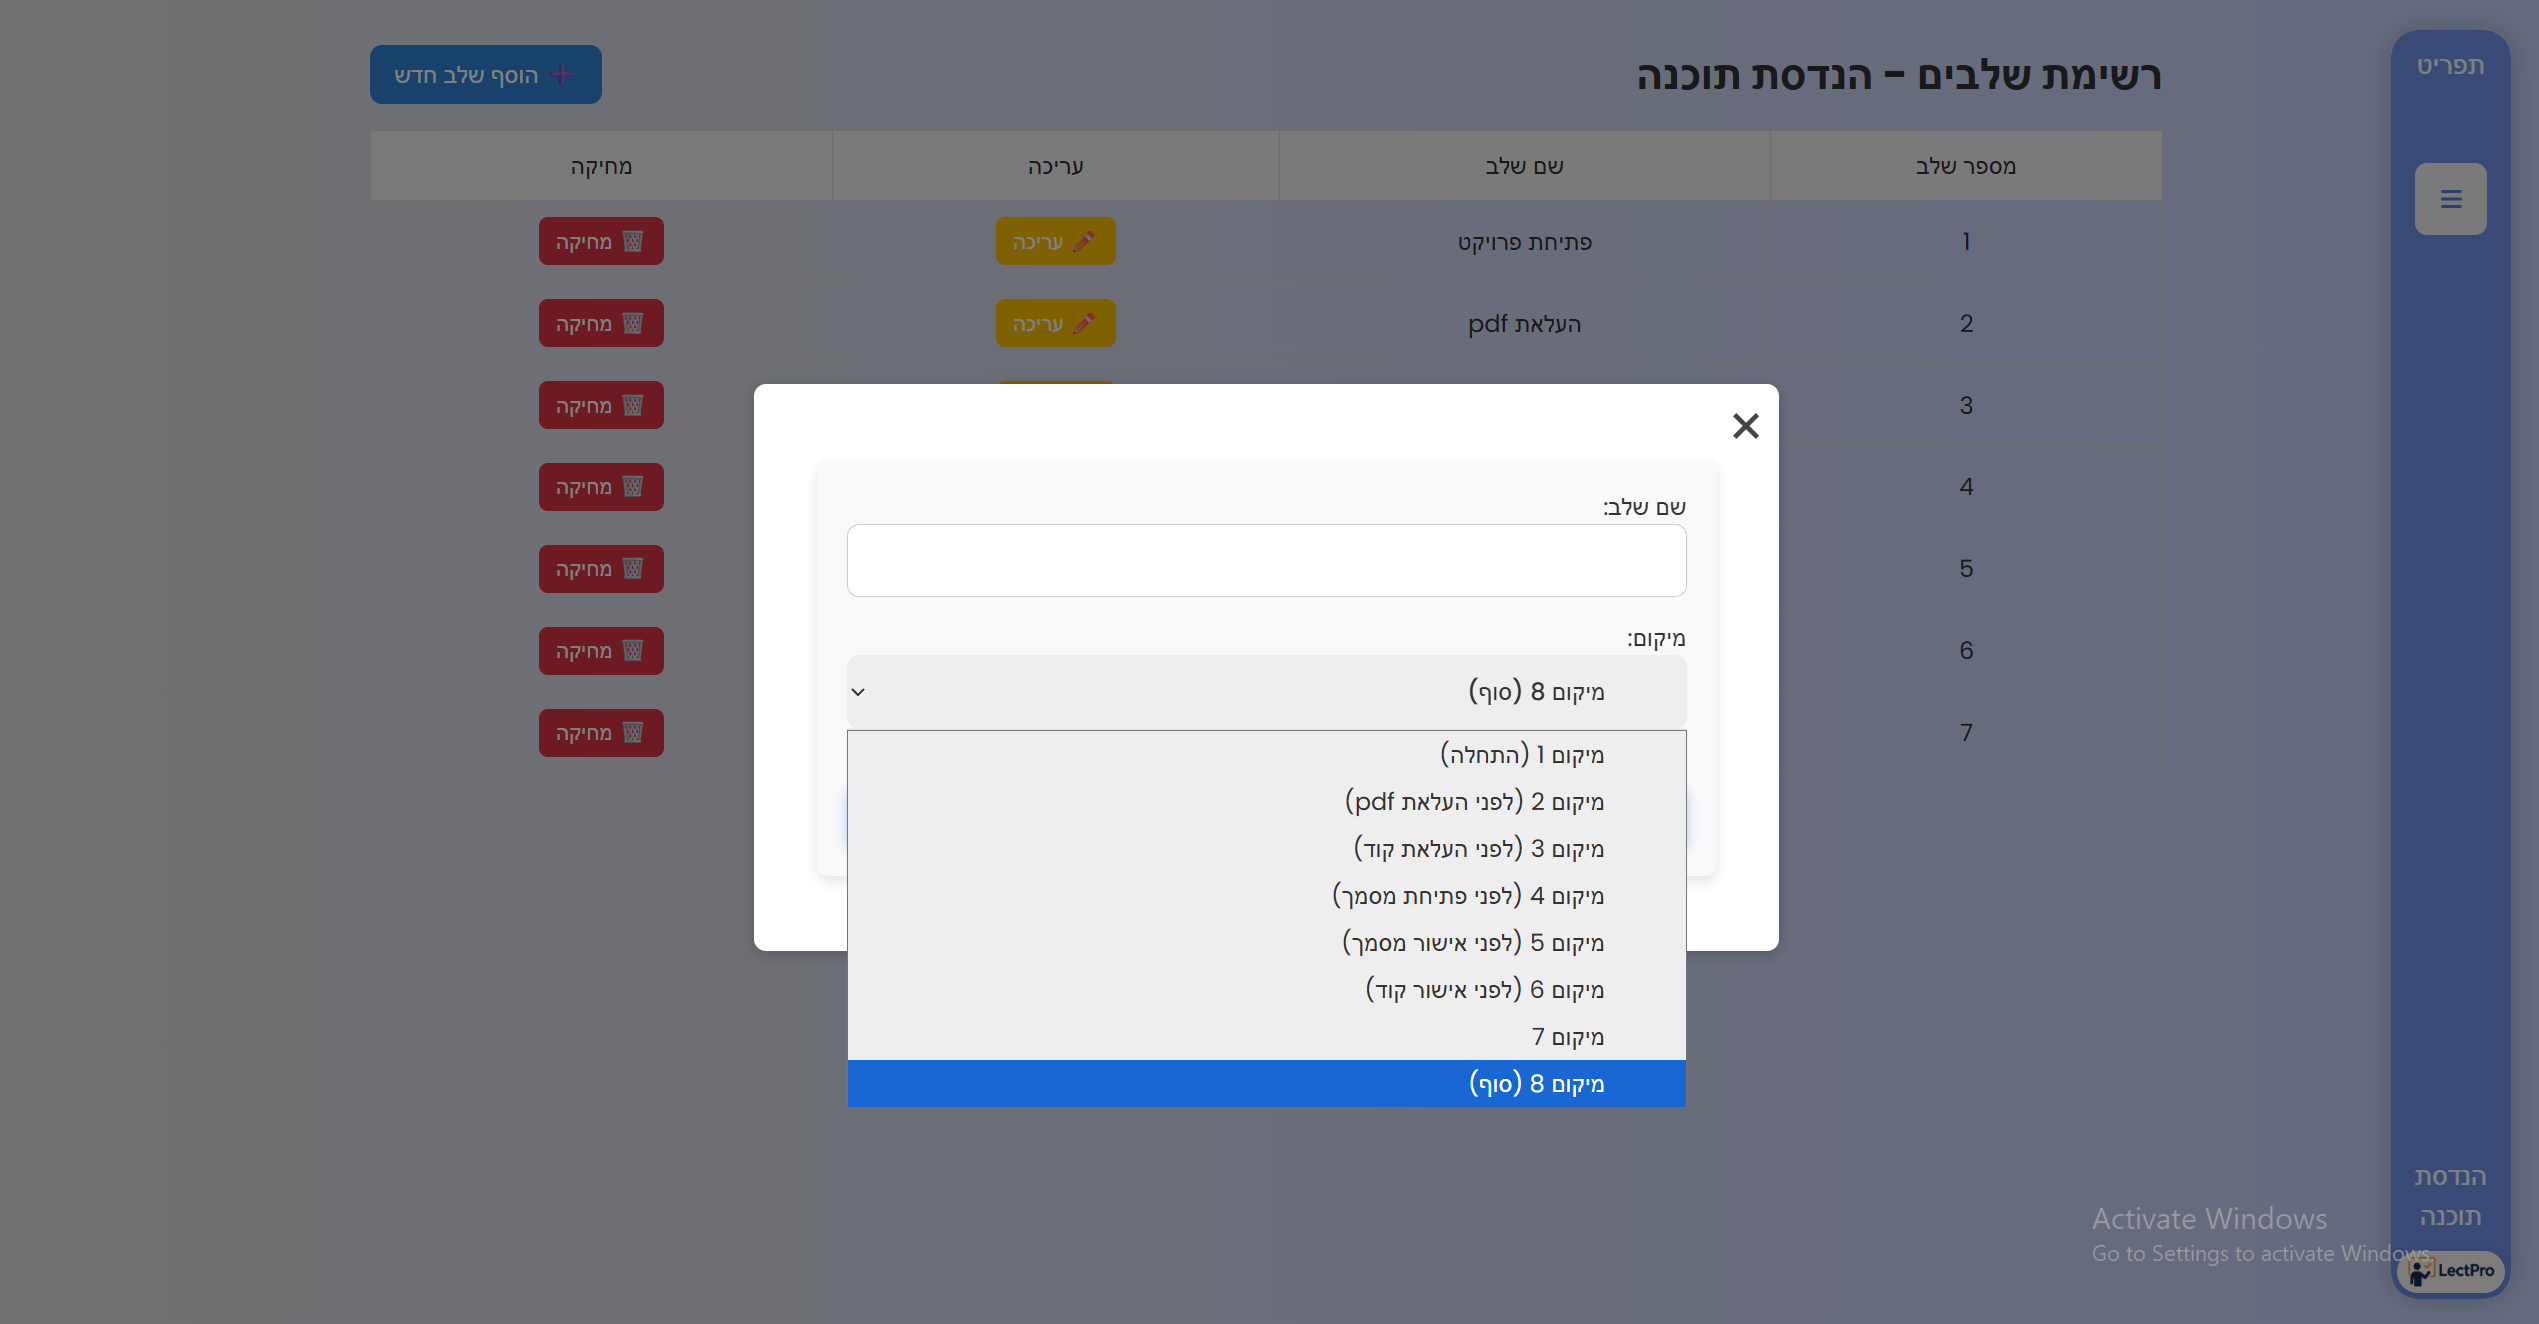 תפריט
רשימת שלבים – הנדסת תוכנה
הוסף שלב חדש
מספר שלב
שם שלב
עריכה
מחיקה
1
פתיחת פרויקט
עריכה
מחיקה
2
העלאת pdf
עריכה
מחיקה
3
מחיקה
4
מחיקה
5
מחיקה
6
מחיקה
7
מחיקה
שם שלב:
מיקום:
מיקום 8 (סוף)
מיקום 1 (התחלה)
מיקום 2 (לפני העלאת pdf)
מיקום 3 (לפני העלאת קוד)
מיקום 4 (לפני פתיחת מסמך)
מיקום 5 (לפני אישור מסמך)
מיקום 6 (לפני אישור קוד)
מיקום 7
מיקום 8 (סוף)
הנדסת
תוכנה
Activate Windows
Go to Settings to activate Windows.
LectPro